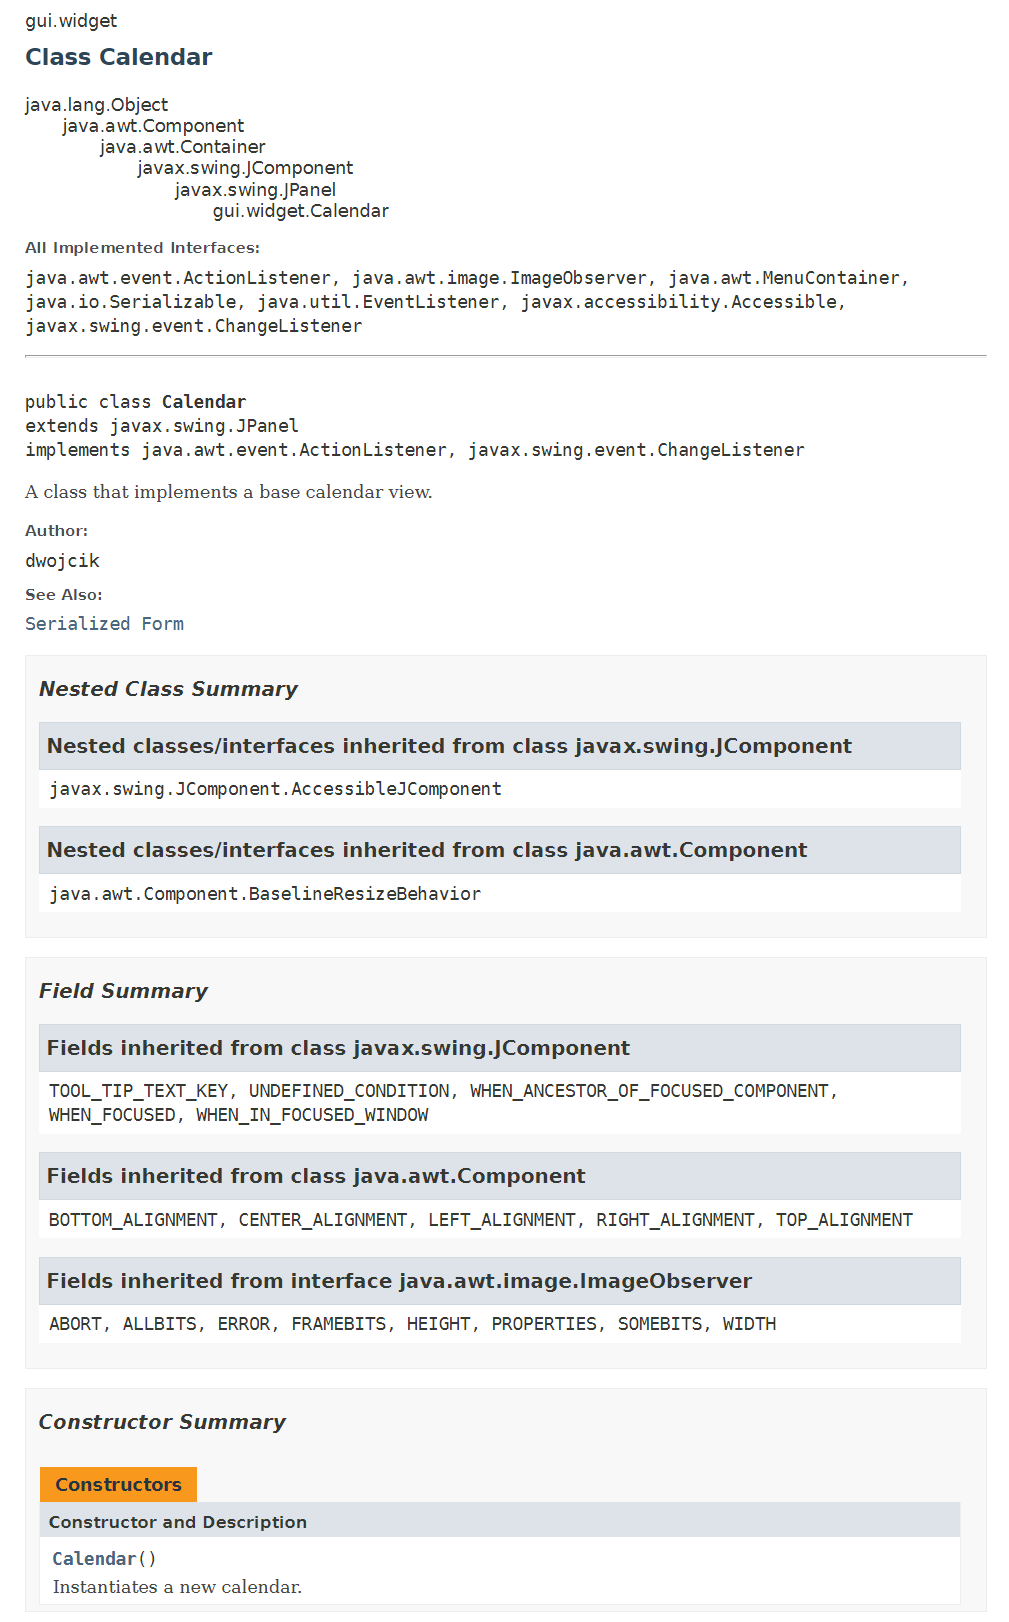 gui.widget
Class Calendar
java.lang.Object
java.awt.Component
java.awt.Container
javax.swing.JComponent
javax.swing.JPanel
gui.widget.Calendar
All Implemented Interfaces:
java.awt.event.ActionListener, java.awt.image.ImageObserver, java.awt.MenuContainer,
java.io.Serializable, java.util.EventListener, javax.accessibility.Accessible,
javax.swing.event.ChangeListener
public class Calendar
extends javax.swing.JPanel
implements java.awt.event.ActionListener, javax.swing.event.ChangeListener
A class that implements a base calendar view.
Author:
dwojcik
See Also:
Serialized Form
Nested Class Summary
Nested classes/interfaces inherited from class javax.swing.JComponent
javax.swing.JComponent.AccessibleJComponent
Nested classes/interfaces inherited from class java.awt.Component
java.awt.Component.BaselineResizeBehavior
Field Summary
Fields inherited from class javax.swing.JComponent
TOOL_TIP_TEXT_KEY, UNDEFINED_CONDITION, WHEN_ANCESTOR_OF_FOCUSED_COMPONENT,
WHEN_FOCUSED, WHEN_IN_FOCUSED_WINDOW
Fields inherited from class java.awt.Component
BOTTOM_ALIGNMENT, CENTER_ALIGNMENT, LEFT_ALIGNMENT, RIGHT_ALIGNMENT, TOP_ALIGNMENT
Fields inherited from interface java.awt.image.ImageObserver
ABORT, ALLBITS, ERROR, FRAMEBITS, HEIGHT, PROPERTIES, SOMEBITS, WIDTH
Constructor Summary
Constructors
Constructor and Description
Calendar()
Instantiates a new calendar.